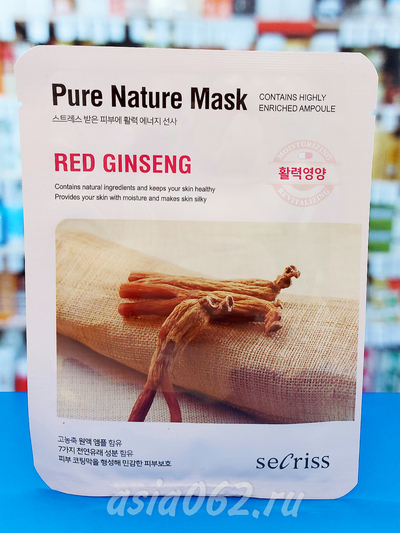 Pure Nature Mask
CONTAINS HIGHLY
ENRICHED AMPOULE
스트레스 받은 피부에 활력 에너지 선사
RED GINSENG
Contains natural ingredients and keeps your skin healthy
Provides your skin with moisture and makes skin silky
MOISTURIZING
활력영양
REVITALIZING
고농축 원액 앰플 함유
7가지 천연유래 성분 함유
피부 코팅막을 형성해 민감한 피부보호
secriss
asia062.ru